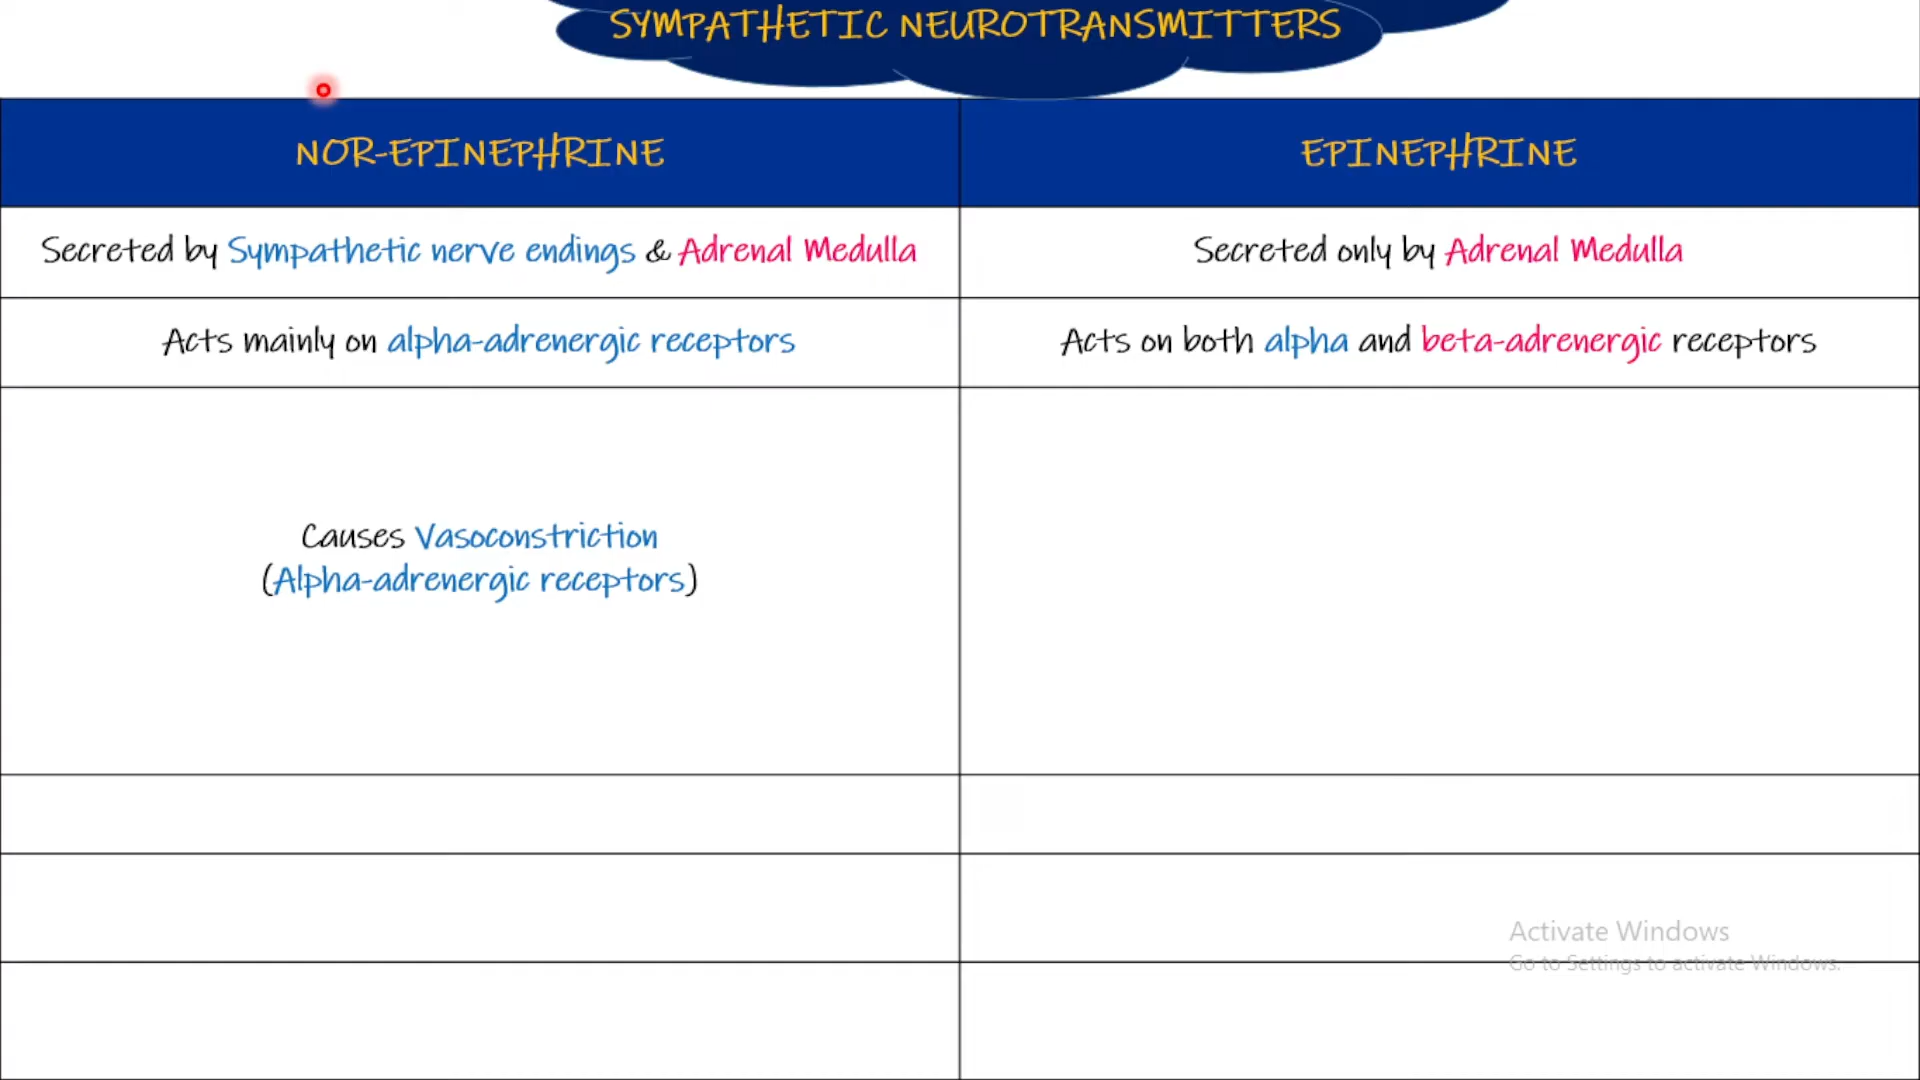 SYMPATHETIC NEUROTRANSMITTERS
NOR-EPINEPHRINE
EPINEPHRINE
Secreted by Sympathetic nerve endings & Adrenal Medulla
Secreted only by Adrenal Medulla
Acts mainly on alpha-adrenergic receptors
Acts on both alpha and beta-adrenergic receptors
Causes Vasoconstriction
(Alpha-adrenergic receptors)
Activate Windows
Go to Settings to activate Windows.